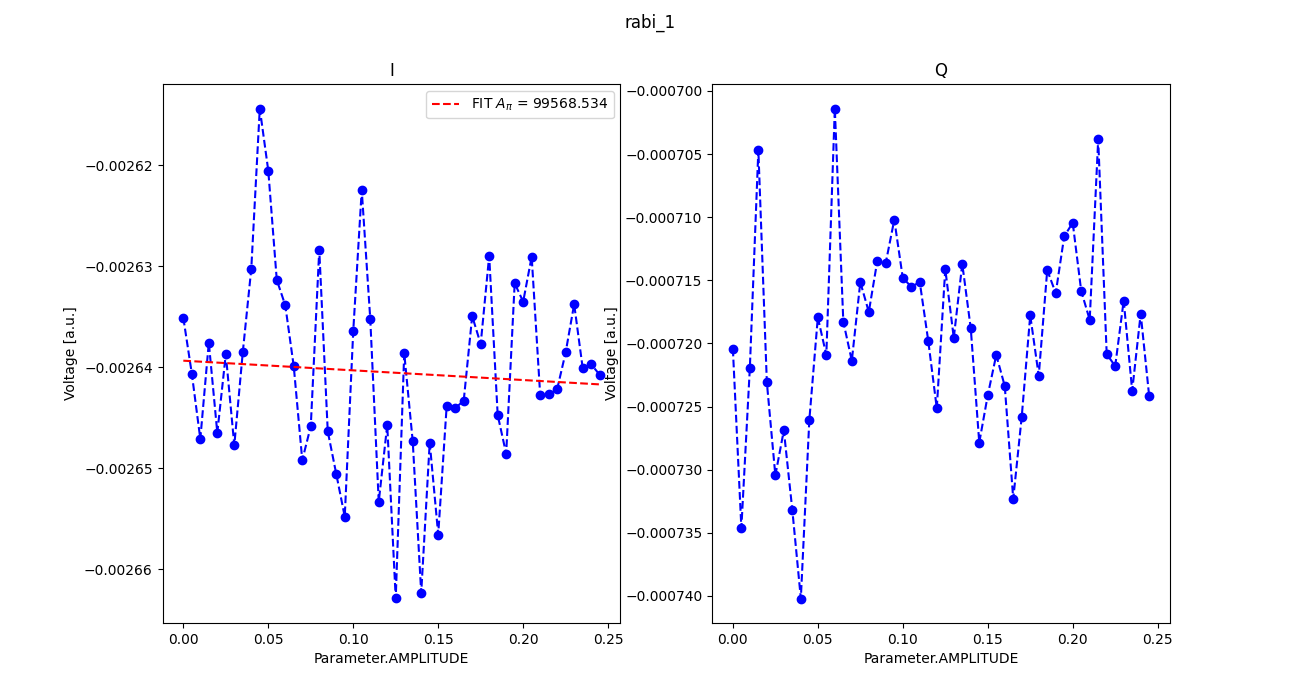 rabi_1
I
FIT Aπ = 99568.534
−0.00262
−0.00263
−0.00264
−0.00265
−0.00266
Voltage [a.u.]
0.00 0.05 0.10 0.15 0.20 0.25
Parameter.AMPLITUDE
Q
−0.000700
−0.000705
−0.000710
−0.000715
−0.000720
−0.000725
−0.000730
−0.000735
−0.000740
Voltage [a.u.]
0.00 0.05 0.10 0.15 0.20 0.25
Parameter.AMPLITUDE